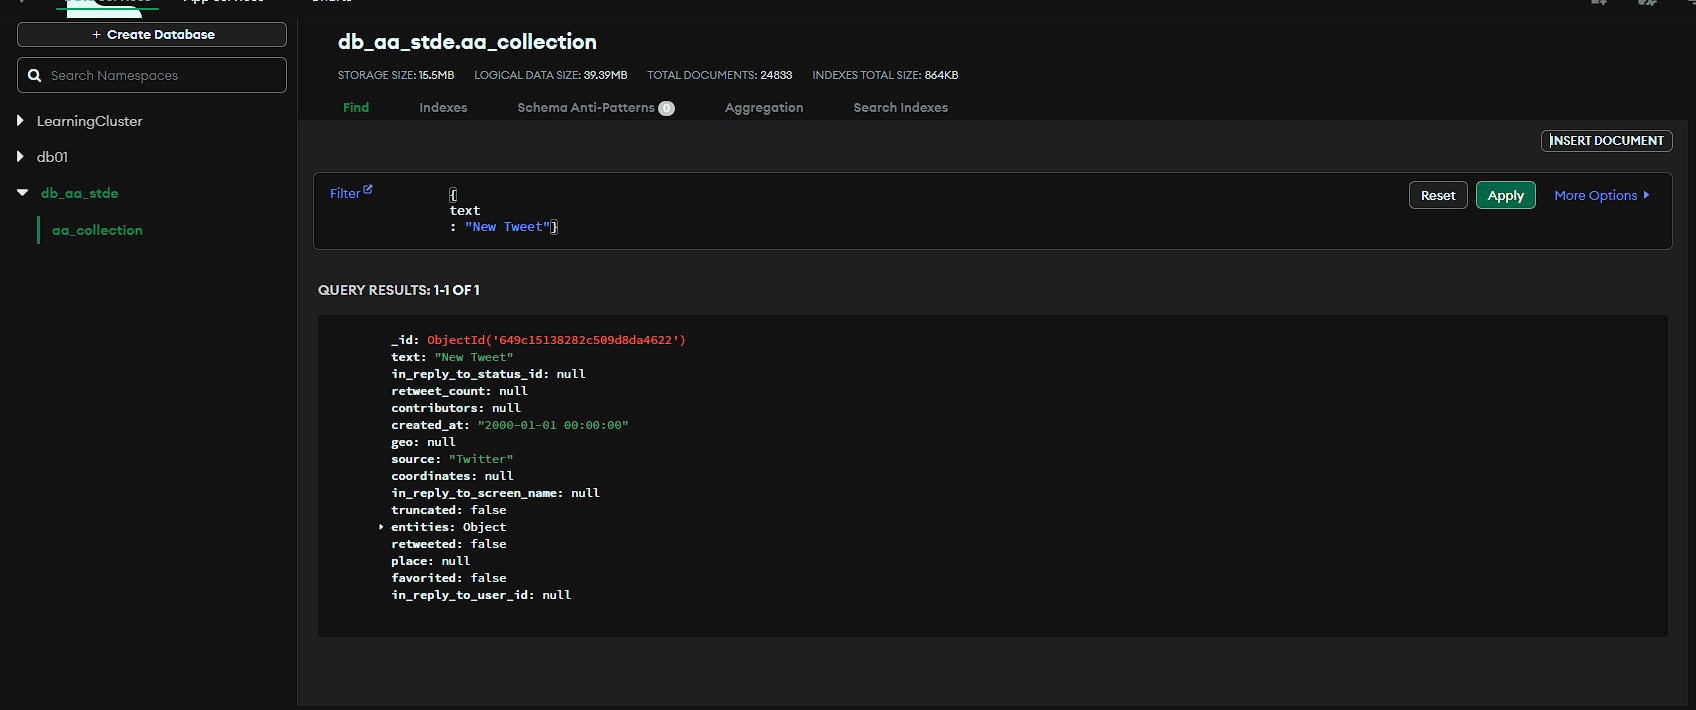 + Create Database
Search Namespaces
LearningCluster
db01
db_aa_stde
aa_collection
db_aa_stde.aa_collection
STORAGE SIZE: 15.5MB LOGICAL DATA SIZE: 39.39MB TOTAL DOCUMENTS: 24833 INDEXES TOTAL SIZE: 864KB
Find Indexes Schema Anti-Patterns 0 Aggregation Search Indexes
INSERT DOCUMENT
Filter
{
text
: "New Tweet"}
Reset Apply More Options
QUERY RESULTS: 1-1 OF 1
_id: ObjectId('649c15138282c509d8da4622')
text: "New Tweet"
in_reply_to_status_id: null
retweet_count: null
contributors: null
created_at: "2000-01-01 00:00:00"
geo: null
source: "Twitter"
coordinates: null
in_reply_to_screen_name: null
truncated: false
entities: Object
retweeted: false
place: null
favorited: false
in_reply_to_user_id: null